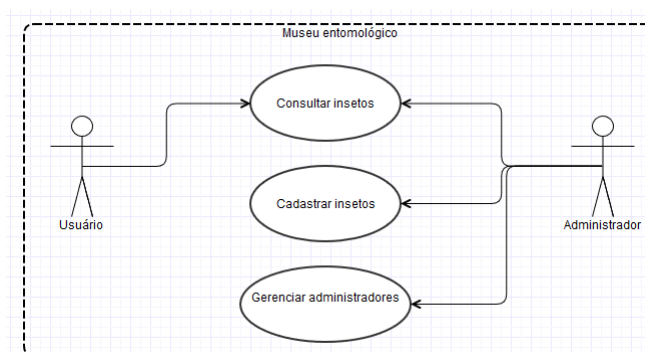 Museu entomológico
Consultar insetos
Cadastrar insetos
Usuário
Administrador
Gerenciar administradores